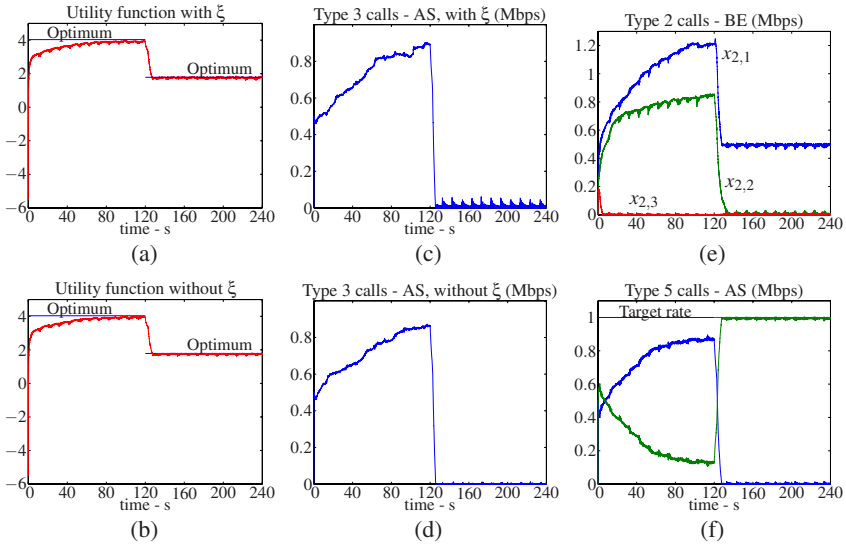 Utility function with ξ
Optimum
Optimum
4
2
0
−2
−4
−6
0 40 80 120 160 200 240
time - s
(a)
Type 3 calls - AS, with ξ (Mbps)
0.8
0.6
0.4
0.2
0
0 40 80 120 160 200 240
time - s
(c)
Type 2 calls - BE (Mbps)
1.2
1
0.8
0.6
0.4
0.2
0
x2,1
x2,2
x2,3
0 40 80 120 160 200 240
time - s
(e)
Utility function without ξ
Optimum
Optimum
4
2
0
−2
−4
−6
0 40 80 120 160 200 240
time - s
(b)
Type 3 calls - AS, without ξ (Mbps)
0.8
0.6
0.4
0.2
0
0 40 80 120 160 200 240
time - s
(d)
Type 5 calls - AS (Mbps)
Target rate
1
0.8
0.6
0.4
0.2
0
0 40 80 120 160 200 240
time - s
(f)